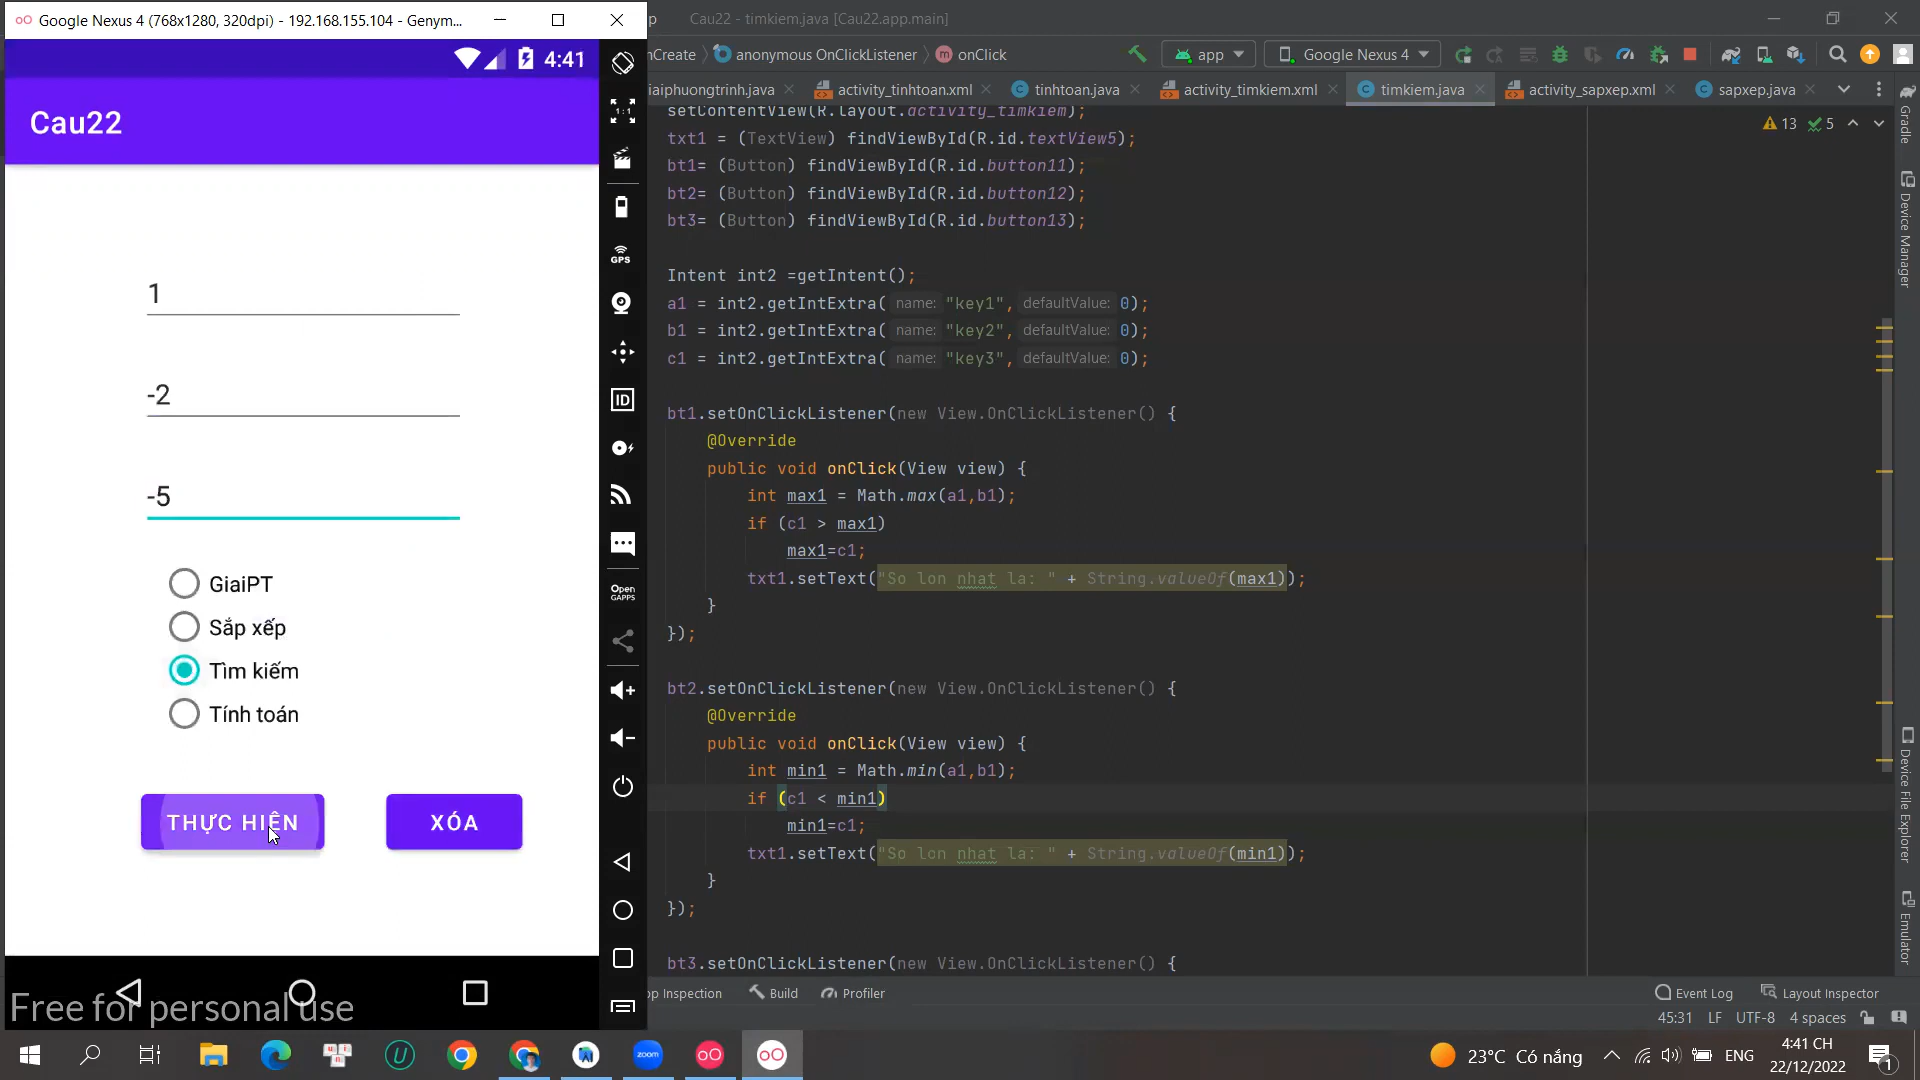 Google Nexus 4 (768x1280, 320dpi) - 192.168.155.104 - Genym...
4:41
Cau22
1
-2
-5
GiaiPT
Sắp xếp
Tìm kiếm
Tính toán
THỰC HIỆN
XÓA
Free for personal use
GPS
ID
Open
GAPPS
p
Cau22 - timkiem.java [Cau22.app.main]
nCreate
anonymous OnClickListener
onClick
app
Google Nexus 4
iaiphuongtrinh.java
activity_tinhtoan.xml
tinhtoan.java
activity_timkiem.xml
timkiem.java
activity_sapxep.xml
sapxep.java
13
5
setContentView(R.layout.activity_timkiem);
txt1 = (TextView) findViewById(R.id.textView5);
bt1= (Button) findViewById(R.id.button11);
bt2= (Button) findViewById(R.id.button12);
bt3= (Button) findViewById(R.id.button13);
Intent int2 =getIntent();
a1 = int2.getIntExtra( name: "key1", defaultValue: 0);
b1 = int2.getIntExtra( name: "key2", defaultValue: 0);
c1 = int2.getIntExtra( name: "key3", defaultValue: 0);
bt1.setOnClickListener(new View.OnClickListener() {
@Override
public void onClick(View view) {
int max1 = Math.max(a1,b1);
if (c1 > max1)
max1=c1;
txt1.setText("So lon nhat la: " + String.valueOf(max1));
}
});
bt2.setOnClickListener(new View.OnClickListener() {
@Override
public void onClick(View view) {
int min1 = Math.min(a1,b1);
if (c1 < min1)
min1=c1;
txt1.setText("So lon nhat la: " + String.valueOf(min1));
}
});
bt3.setOnClickListener(new View.OnClickListener() {
Gradle
Device Manager
Device File Explorer
Emulator
pp Inspection
Build
Profiler
Event Log
Layout Inspector
45:31
LF
UTF-8
4 spaces
zoom
23°C Có nắng
ENG
4:41 CH
22/12/2022
1